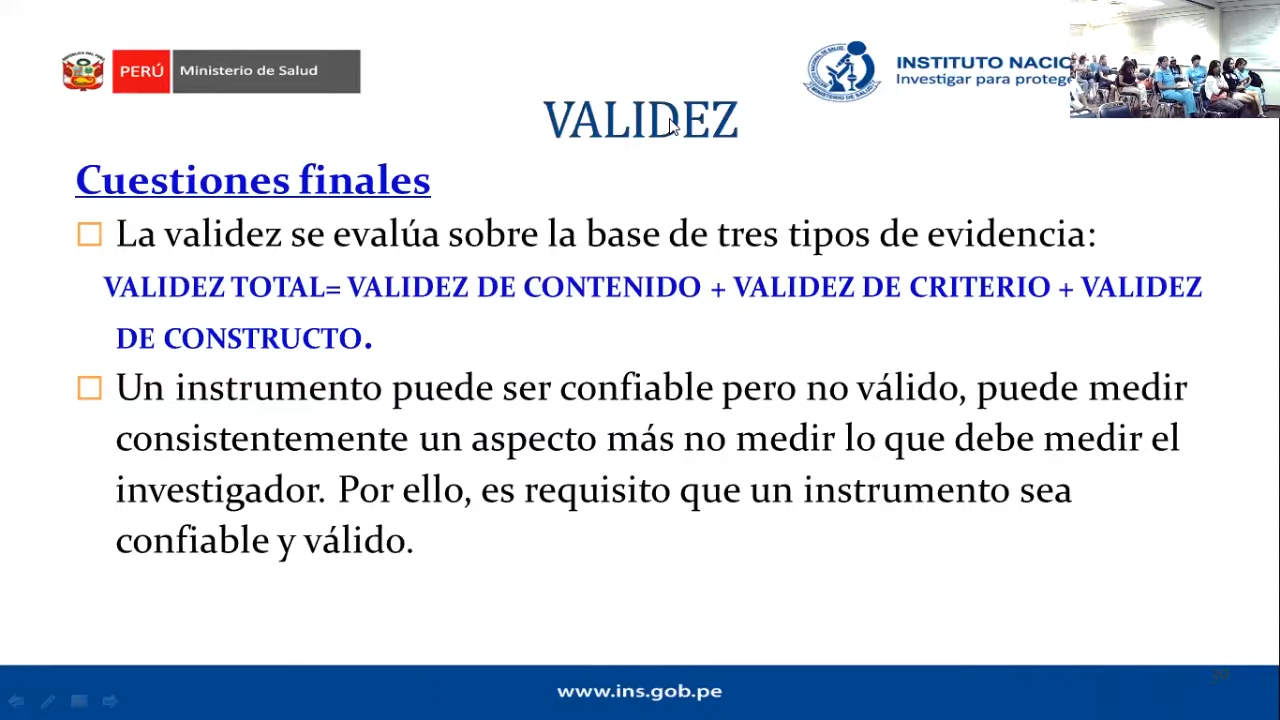 PERÚ
Ministerio de Salud
INSTITUTO NACIO
Investigar para protege
VALIDEZ
Cuestiones finales
La validez se evalúa sobre la base de tres tipos de evidencia:
VALIDEZ TOTAL= VALIDEZ DE CONTENIDO + VALIDEZ DE CRITERIO + VALIDEZ
DE CONSTRUCTO.
Un instrumento puede ser confiable pero no válido, puede medir
consistentemente un aspecto más no medir lo que debe medir el
investigador. Por ello, es requisito que un instrumento sea
confiable y válido.
www.ins.gob.pe